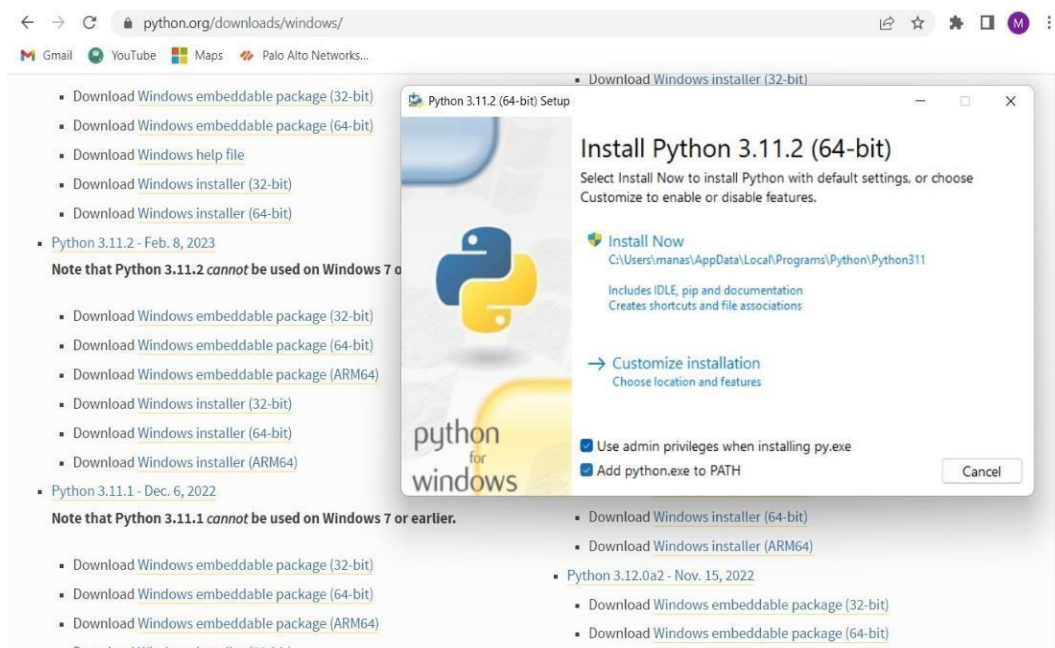 python.org/downloads/windows/
M
Gmail
YouTube
Maps
Palo Alto Networks...
Download Windows embeddable package (32-bit)
Download Windows embeddable package (64-bit)
Download Windows help file
Download Windows installer (32-bit)
Download Windows installer (64-bit)
Python 3.11.2 - Feb. 8, 2023
Note that Python 3.11.2 cannot be used on Windows 7 o
Download Windows embeddable package (32-bit)
Download Windows embeddable package (64-bit)
Download Windows embeddable package (ARM64)
Download Windows installer (32-bit)
Download Windows installer (64-bit)
Download Windows installer (ARM64)
Python 3.11.1 - Dec. 6, 2022
Note that Python 3.11.1 cannot be used on Windows 7 or earlier.
Download Windows embeddable package (32-bit)
Download Windows embeddable package (64-bit)
Download Windows embeddable package (ARM64)
Download Windows installer (32-bit)
Python 3.11.2 (64-bit) Setup
Install Python 3.11.2 (64-bit)
Select Install Now to install Python with default settings, or choose
Customize to enable or disable features.
Install Now
C:\Users\manas\AppData\Local\Programs\Python\Python311
Includes IDLE, pip and documentation
Creates shortcuts and file associations
Customize installation
Choose location and features
python
for
windows
Use admin privileges when installing py.exe
Add python.exe to PATH
Cancel
Download Windows installer (64-bit)
Download Windows installer (ARM64)
Python 3.12.0a2 - Nov. 15, 2022
Download Windows embeddable package (32-bit)
Download Windows embeddable package (64-bit)